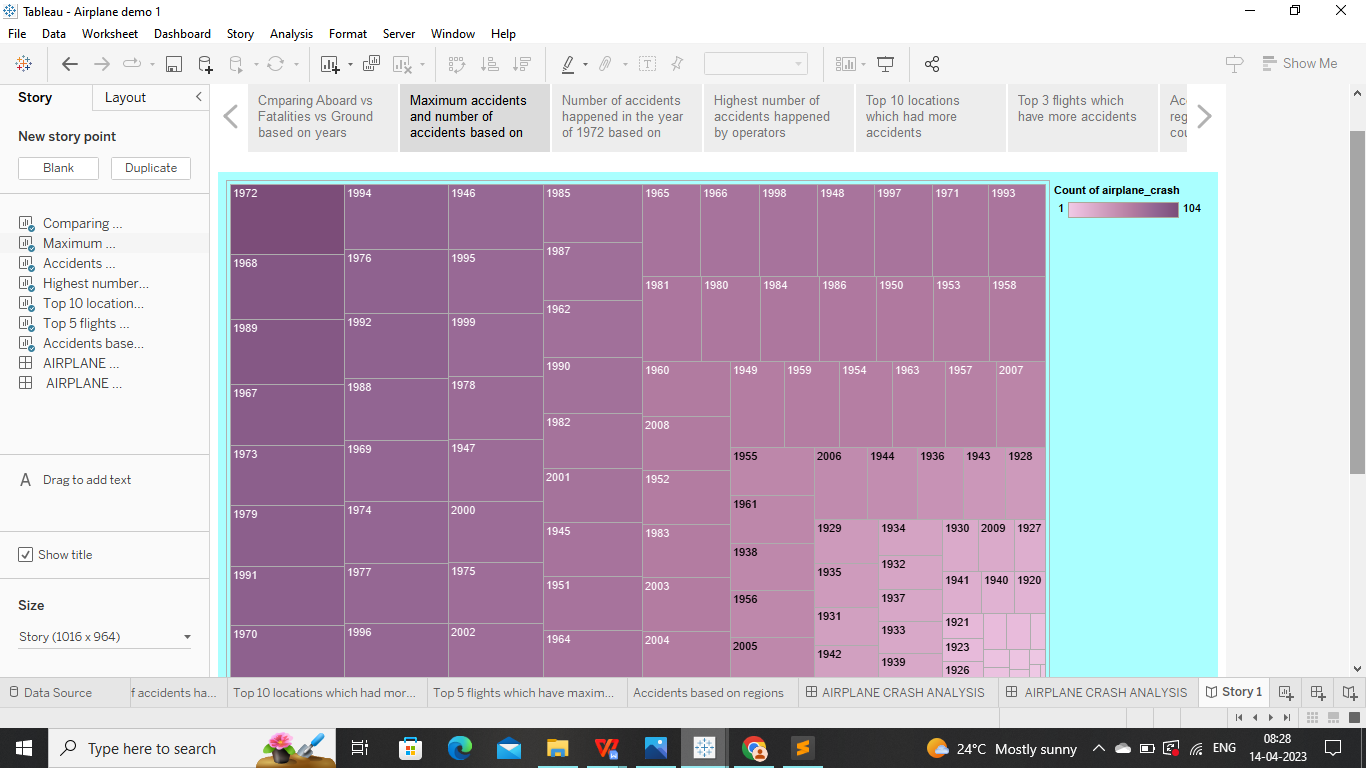 Tableau - Airplane demo 1
File Data Worksheet Dashboard Story Analysis Format Server Window Help
Show Me
Story Layout
New story point
Blank Duplicate
Comparing ...
Maximum ...
Accidents ...
Highest number...
Top 10 location...
Top 5 flights ...
Accidents base...
AIRPLANE ...
AIRPLANE ...
A Drag to add text
Show title
Size
Story (1016 x 964)
Cmparing Aboard vs
Fatalities vs Ground
based on years
Maximum accidents
and number of
accidents based on
Number of accidents
happened in the year
of 1972 based on
Highest number of
accidents happened
by operators
Top 10 locations
which had more
accidents
Top 3 flights which
have more accidents
Ac
reg
cou
1972 1994 1946 1985 1965 1966 1998 1948 1997 1971 1993
1987
1968 1976 1995
1981 1980 1984 1986 1950 1953 1958
1962
1989 1992 1999
1990 1960 1949 1959 1954 1963 1957 2007
1967 1988 1978
1982 2008
1973 1969 1947
1955 2006 1944 1936 1943 1928
2001 1952
1961
1979 1974 2000
1945 1983 1929 1934 1930 2009 1927
1938
1991 1977 1975
1932
1935
1951 2003 1941 1940 1920
1956 1937
1931
1921
1970 1996 2002
1964 2004 1933
2005 1923
1942 1939
1926
Count of airplane_crash
1 104
Data Source f accidents ha... Top 10 locations which had mor... Top 5 flights which have maxim... Accidents based on regions AIRPLANE CRASH ANALYSIS AIRPLANE CRASH ANALYSIS Story 1
Type here to search
24°C Mostly sunny
ENG
08:28
14-04-2023